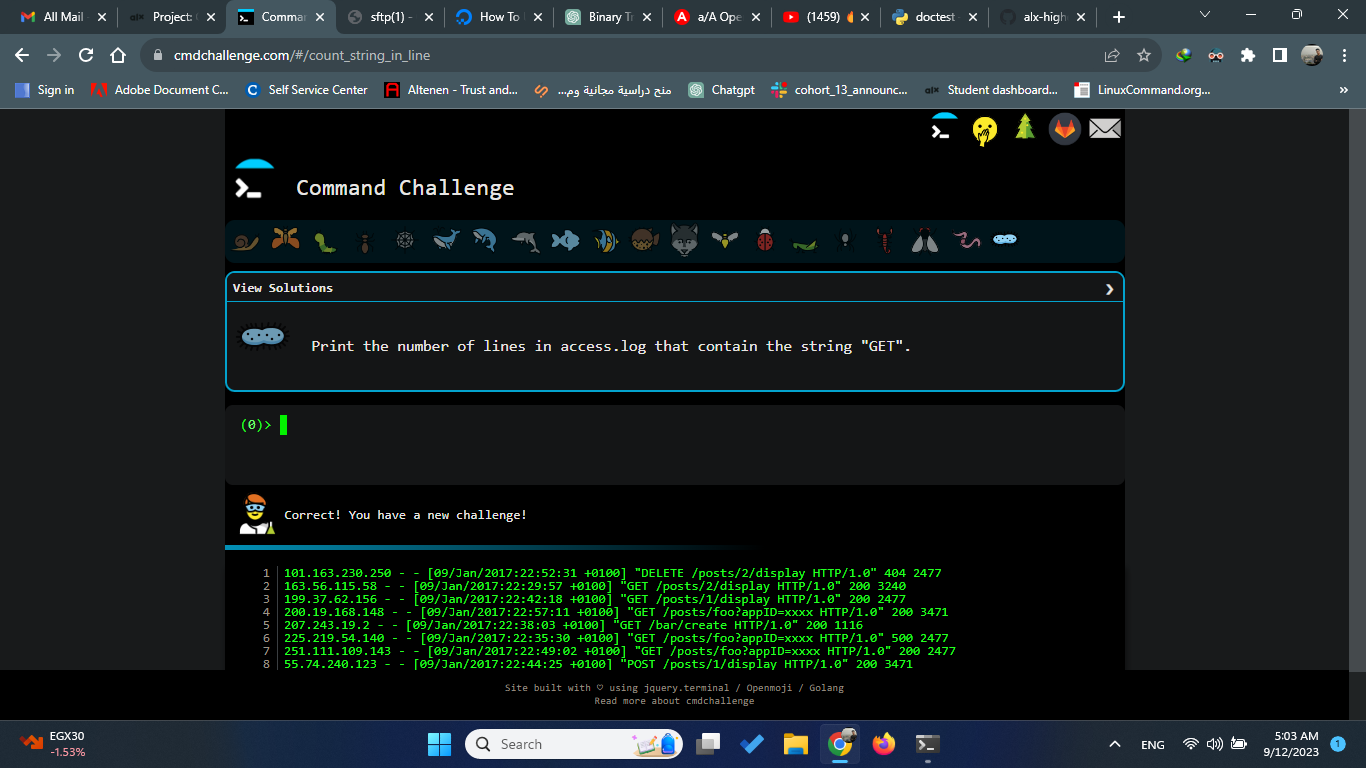 All Mail -
Project: 
Comma
sftp(1) -
How To
Binary Tr
a/A Ope
(1459)
doctest
alx-high
cmdchallenge.com/#/count_string_in_line
Sign in
Adobe Document C...
Self Service Center
Altenen - Trust and...
منح دراسية مجانية وم...
Chatgpt
cohort_13_announc...
alx
Student dashboard...
LinuxCommand.org...
Command Challenge
View Solutions
Print the number of lines in access.log that contain the string "GET".
(0)>
Correct! You have a new challenge!
1 101.163.230.250 - - [09/Jan/2017:22:52:31 +0100] "DELETE /posts/2/display HTTP/1.0" 404 2477
2 163.56.115.58 - - [09/Jan/2017:22:29:57 +0100] "GET /posts/2/display HTTP/1.0" 200 3240
3 199.37.62.156 - - [09/Jan/2017:22:42:18 +0100] "GET /posts/1/display HTTP/1.0" 200 2477
4 200.19.168.148 - - [09/Jan/2017:22:57:11 +0100] "GET /posts/foo?appID=xxxx HTTP/1.0" 200 3471
5 207.243.19.2 - - [09/Jan/2017:22:38:03 +0100] "GET /bar/create HTTP/1.0" 200 1116
6 225.219.54.140 - - [09/Jan/2017:22:35:30 +0100] "GET /posts/foo?appID=xxxx HTTP/1.0" 500 2477
7 251.111.109.143 - - [09/Jan/2017:22:49:02 +0100] "GET /posts/foo?appID=xxxx HTTP/1.0" 200 2477
8 55.74.240.123 - - [09/Jan/2017:22:44:25 +0100] "POST /posts/1/display HTTP/1.0" 200 3471
Site built with ♡ using jquery.terminal / Openmoji / Golang
Read more about cmdchallenge
EGX30
-1.53%
Search
ENG
5:03 AM
9/12/2023
1